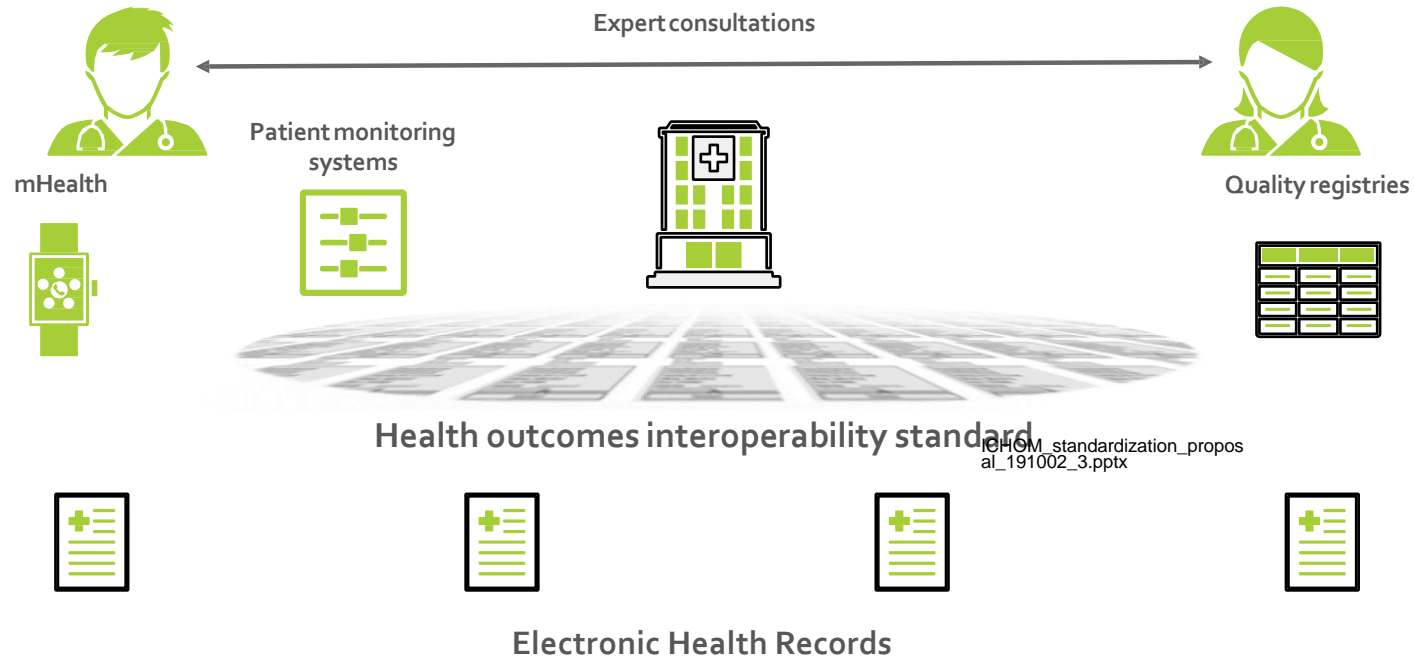 Expert consultations
Patient monitoring
systems
mHealth
Quality registries
Health outcomes interoperability standard
ICHOM_standardization_propos
al_191002_3.pptx
Electronic Health Records